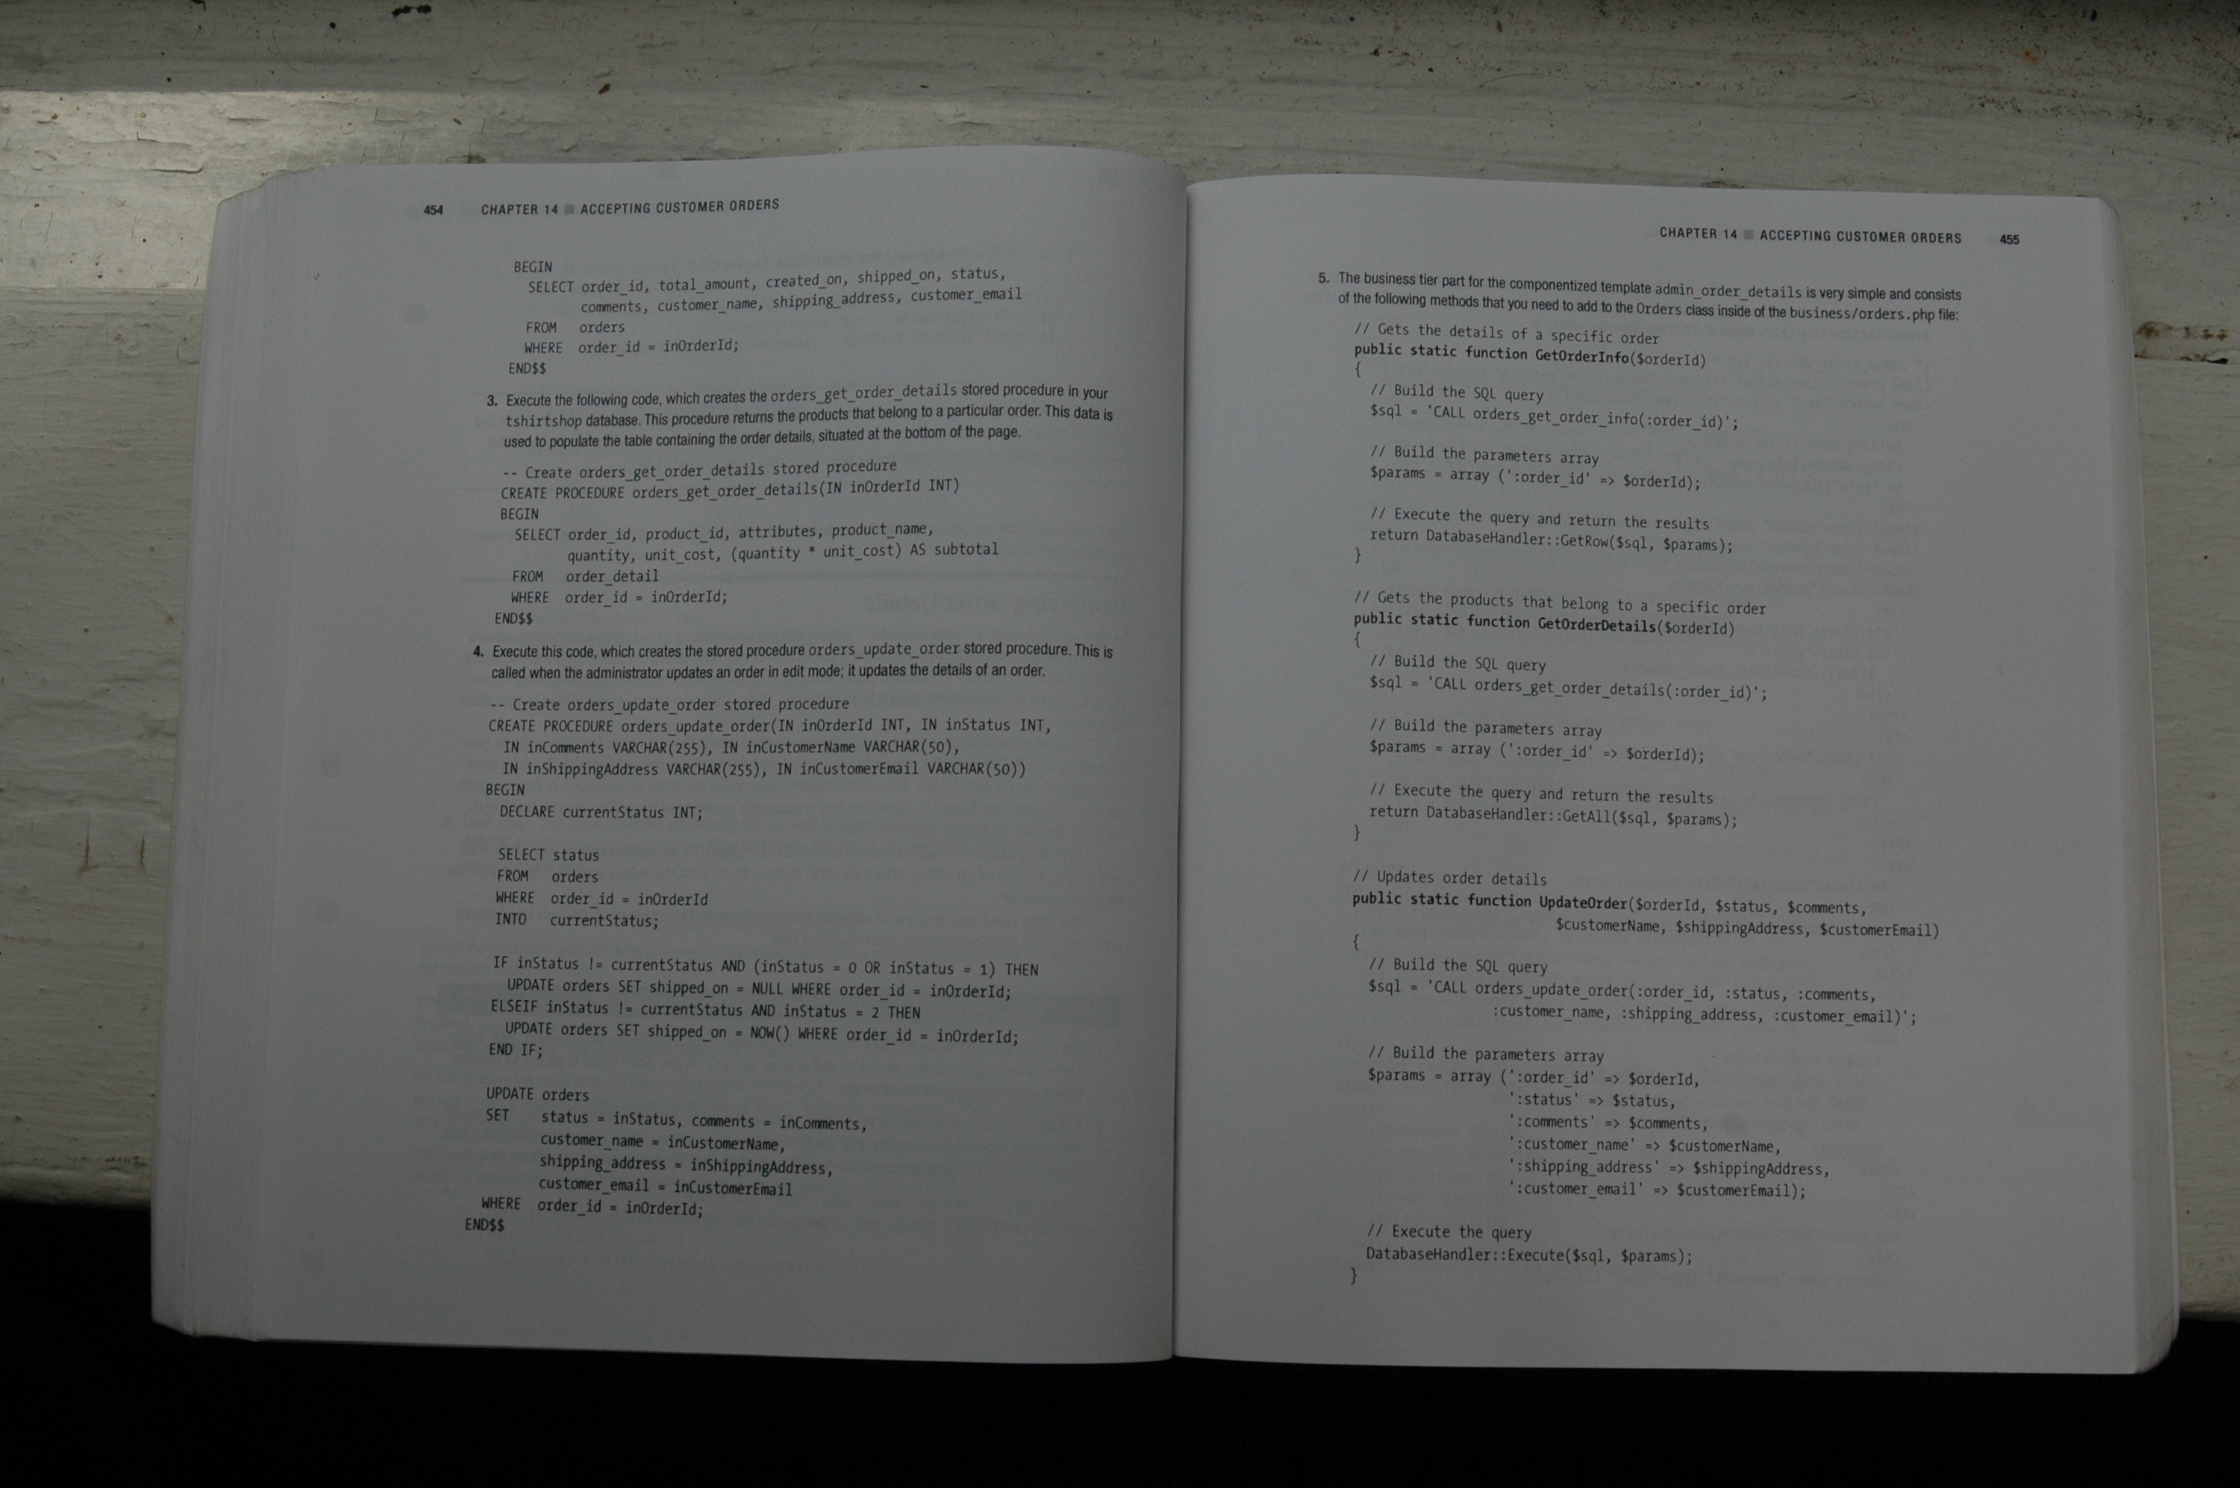 454 CHAPTER 14 ■ ACCEPTING CUSTOMER ORDERS
BEGIN
SELECT order_id, total_amount, created_on, shipped_on, status,
comments, customer_name, shipping_address, customer_email
FROM orders
WHERE order_id = inOrderId;
END$$
3. Execute the following code, which creates the orders_get_order_details stored procedure in your
tshirtshop database. This procedure returns the products that belong to a particular order. This data is
used to populate the table containing the order details, situated at the bottom of the page.
-- Create orders_get_order_details stored procedure
CREATE PROCEDURE orders_get_order_details(IN inOrderId INT)
BEGIN
SELECT order_id, product_id, attributes, product_name,
quantity, unit_cost, (quantity * unit_cost) AS subtotal
FROM order_detail
WHERE order_id = inOrderId;
END$$
4. Execute this code, which creates the stored procedure orders_update_order stored procedure. This is
called when the administrator updates an order in edit mode; it updates the details of an order.
-- Create orders_update_order stored procedure
CREATE PROCEDURE orders_update_order(IN inOrderId INT, IN inStatus INT,
IN inComments VARCHAR(255), IN inCustomerName VARCHAR(50),
IN inShippingAddress VARCHAR(255), IN inCustomerEmail VARCHAR(50))
BEGIN
DECLARE currentStatus INT;
SELECT status
FROM orders
WHERE order_id = inOrderId
INTO currentStatus;
IF inStatus != currentStatus AND (inStatus = 0 OR inStatus = 1) THEN
UPDATE orders SET shipped_on = NULL WHERE order_id = inOrderId;
ELSEIF inStatus != currentStatus AND inStatus = 2 THEN
UPDATE orders SET shipped_on = NOW() WHERE order_id = inOrderId;
END IF;
UPDATE orders
SET status = inStatus, comments = inComments,
customer_name = inCustomerName,
shipping_address = inShippingAddress,
customer_email = inCustomerEmail
WHERE order_id = inOrderId;
END$$
CHAPTER 14 ■ ACCEPTING CUSTOMER ORDERS 455
5. The business tier part for the componentized template admin_order_details is very simple and consists
of the following methods that you need to add to the Orders class inside of the business/orders.php file:
// Gets the details of a specific order
public static function GetOrderInfo($orderId)
{
// Build the SQL query
$sql = 'CALL orders_get_order_info(:order_id)';
// Build the parameters array
$params = array (':order_id' => $orderId);
// Execute the query and return the results
return DatabaseHandler::GetRow($sql, $params);
}
// Gets the products that belong to a specific order
public static function GetOrderDetails($orderId)
{
// Build the SQL query
$sql = 'CALL orders_get_order_details(:order_id)';
// Build the parameters array
$params = array (':order_id' => $orderId);
// Execute the query and return the results
return DatabaseHandler::GetAll($sql, $params);
}
// Updates order details
public static function UpdateOrder($orderId, $status, $comments,
$customerName, $shippingAddress, $customerEmail)
{
// Build the SQL query
$sql = 'CALL orders_update_order(:order_id, :status, :comments,
:customer_name, :shipping_address, :customer_email)';
// Build the parameters array
$params = array (':order_id' => $orderId,
':status' => $status,
':comments' => $comments,
':customer_name' => $customerName,
':shipping_address' => $shippingAddress,
':customer_email' => $customerEmail);
// Execute the query
DatabaseHandler::Execute($sql, $params);
}